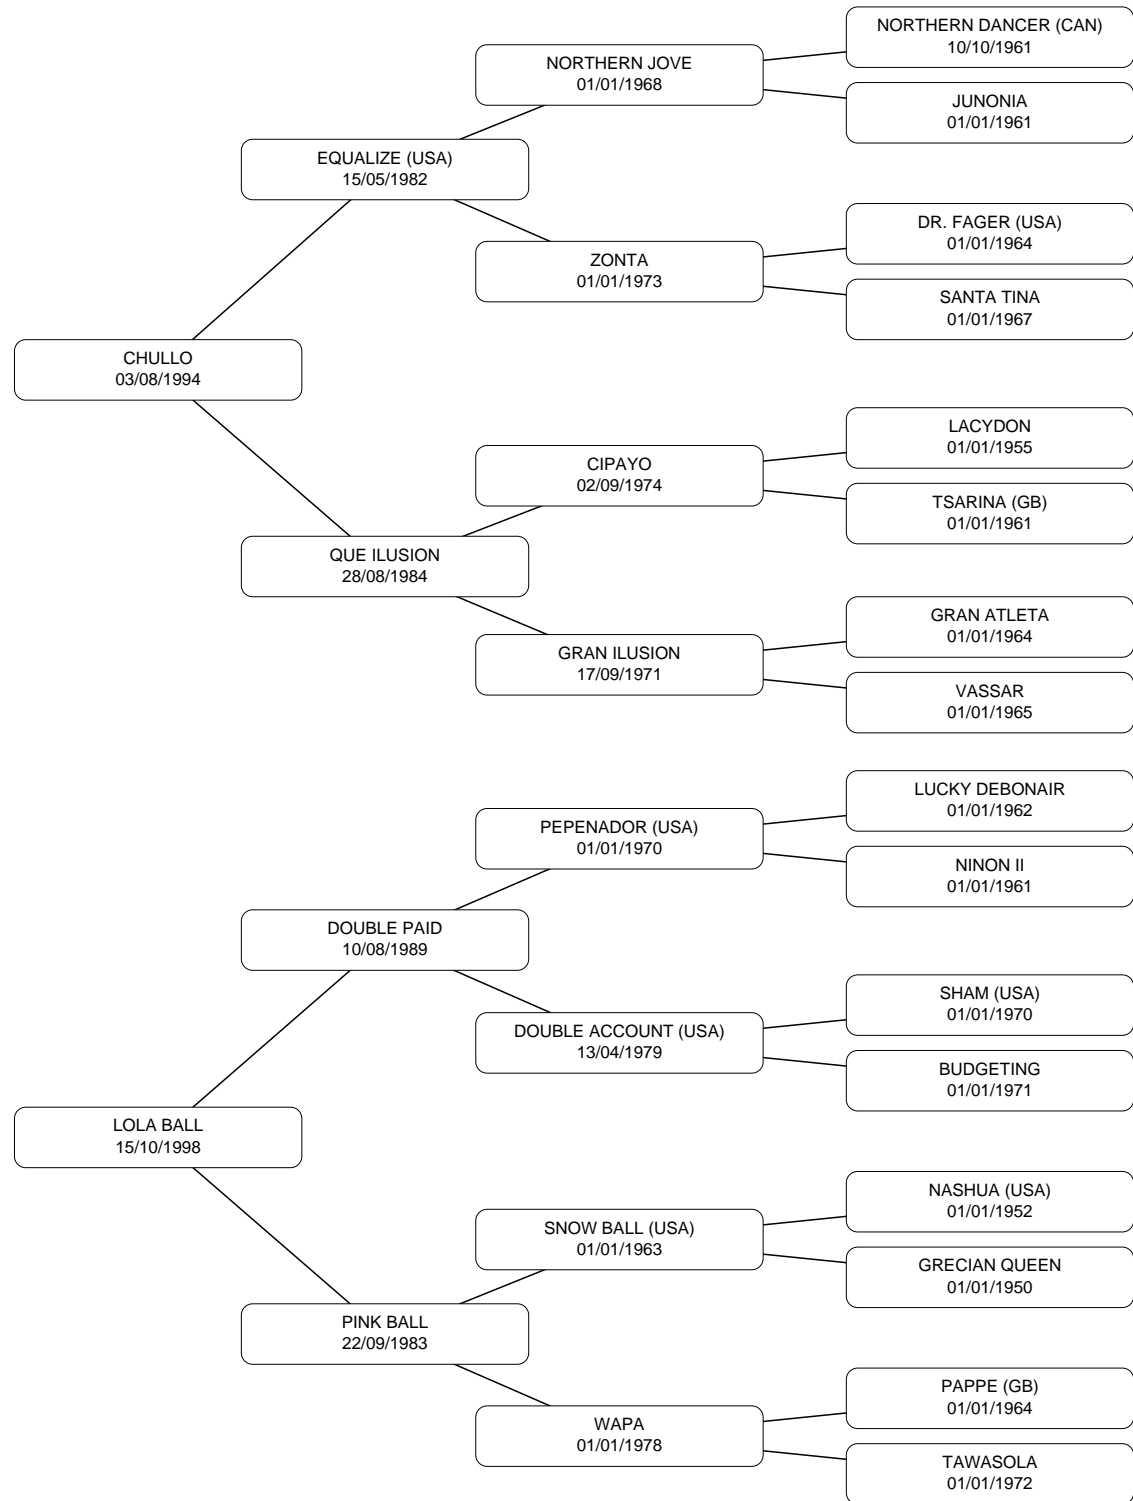 NORTHERN DANCER (CAN)
10/10/1961
NORTHERN JOVE
01/01/1968
JUNONIA
01/01/1961
EQUALIZE (USA)
15/05/1982
DR. FAGER (USA)
01/01/1964
ZONTA
01/01/1973
SANTA TINA
01/01/1967
CHULLO
03/08/1994
LACYDON
01/01/1955
CIPAYO
02/09/1974
TSARINA (GB)
01/01/1961
QUE ILUSION
28/08/1984
GRAN ATLETA
01/01/1964
GRAN ILUSION
17/09/1971
VASSAR
01/01/1965
LUCKY DEBONAIR
01/01/1962
PEPENADOR (USA)
01/01/1970
NINON II
01/01/1961
DOUBLE PAID
10/08/1989
SHAM (USA)
01/01/1970
DOUBLE ACCOUNT (USA)
13/04/1979
BUDGETING
01/01/1971
LOLA BALL
15/10/1998
NASHUA (USA)
01/01/1952
SNOW BALL (USA)
01/01/1963
GRECIAN QUEEN
01/01/1950
PINK BALL
22/09/1983
PAPPE (GB)
01/01/1964
WAPA
01/01/1978
TAWASOLA
01/01/1972